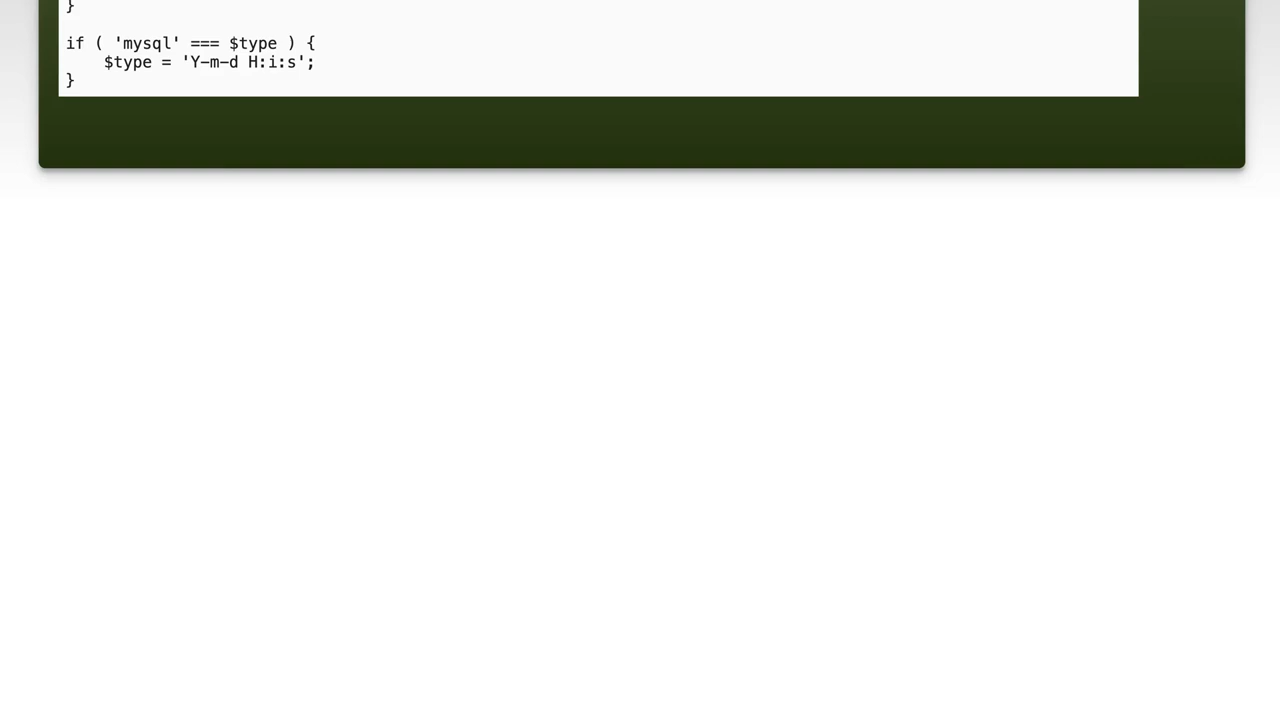 }

if ( 'mysql' === $type ) {
    $type = 'Y-m-d H:i:s';
}